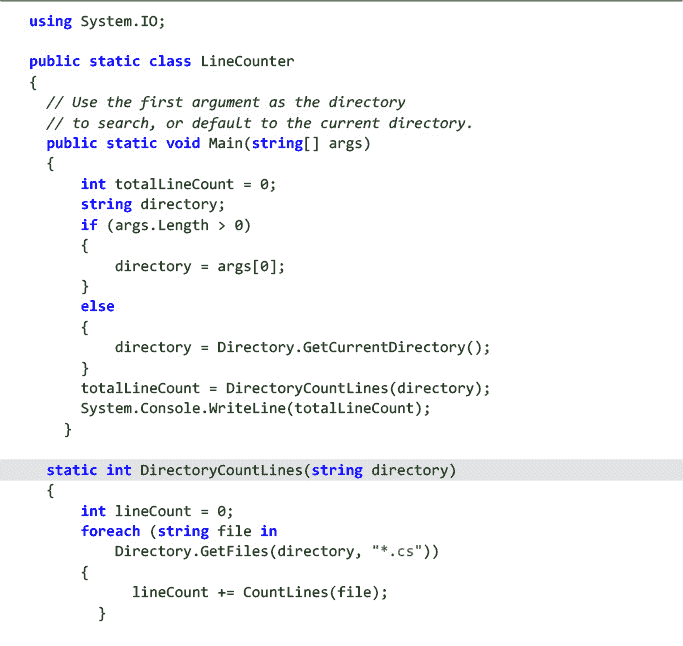 using System.IO;

public static class LineCounter
{
  // Use the first argument as the directory
  // to search, or default to the current directory.
  public static void Main(string[] args)
  {
      int totalLineCount = 0;
      string directory;
      if (args.Length > 0)
      {
          directory = args[0];
      }
      else
      {
          directory = Directory.GetCurrentDirectory();
      }
      totalLineCount = DirectoryCountLines(directory);
      System.Console.WriteLine(totalLineCount);
    }

  static int DirectoryCountLines(string directory)
  {
      int lineCount = 0;
      foreach (string file in
          Directory.GetFiles(directory, "*.cs"))
      {
            lineCount += CountLines(file);
        }